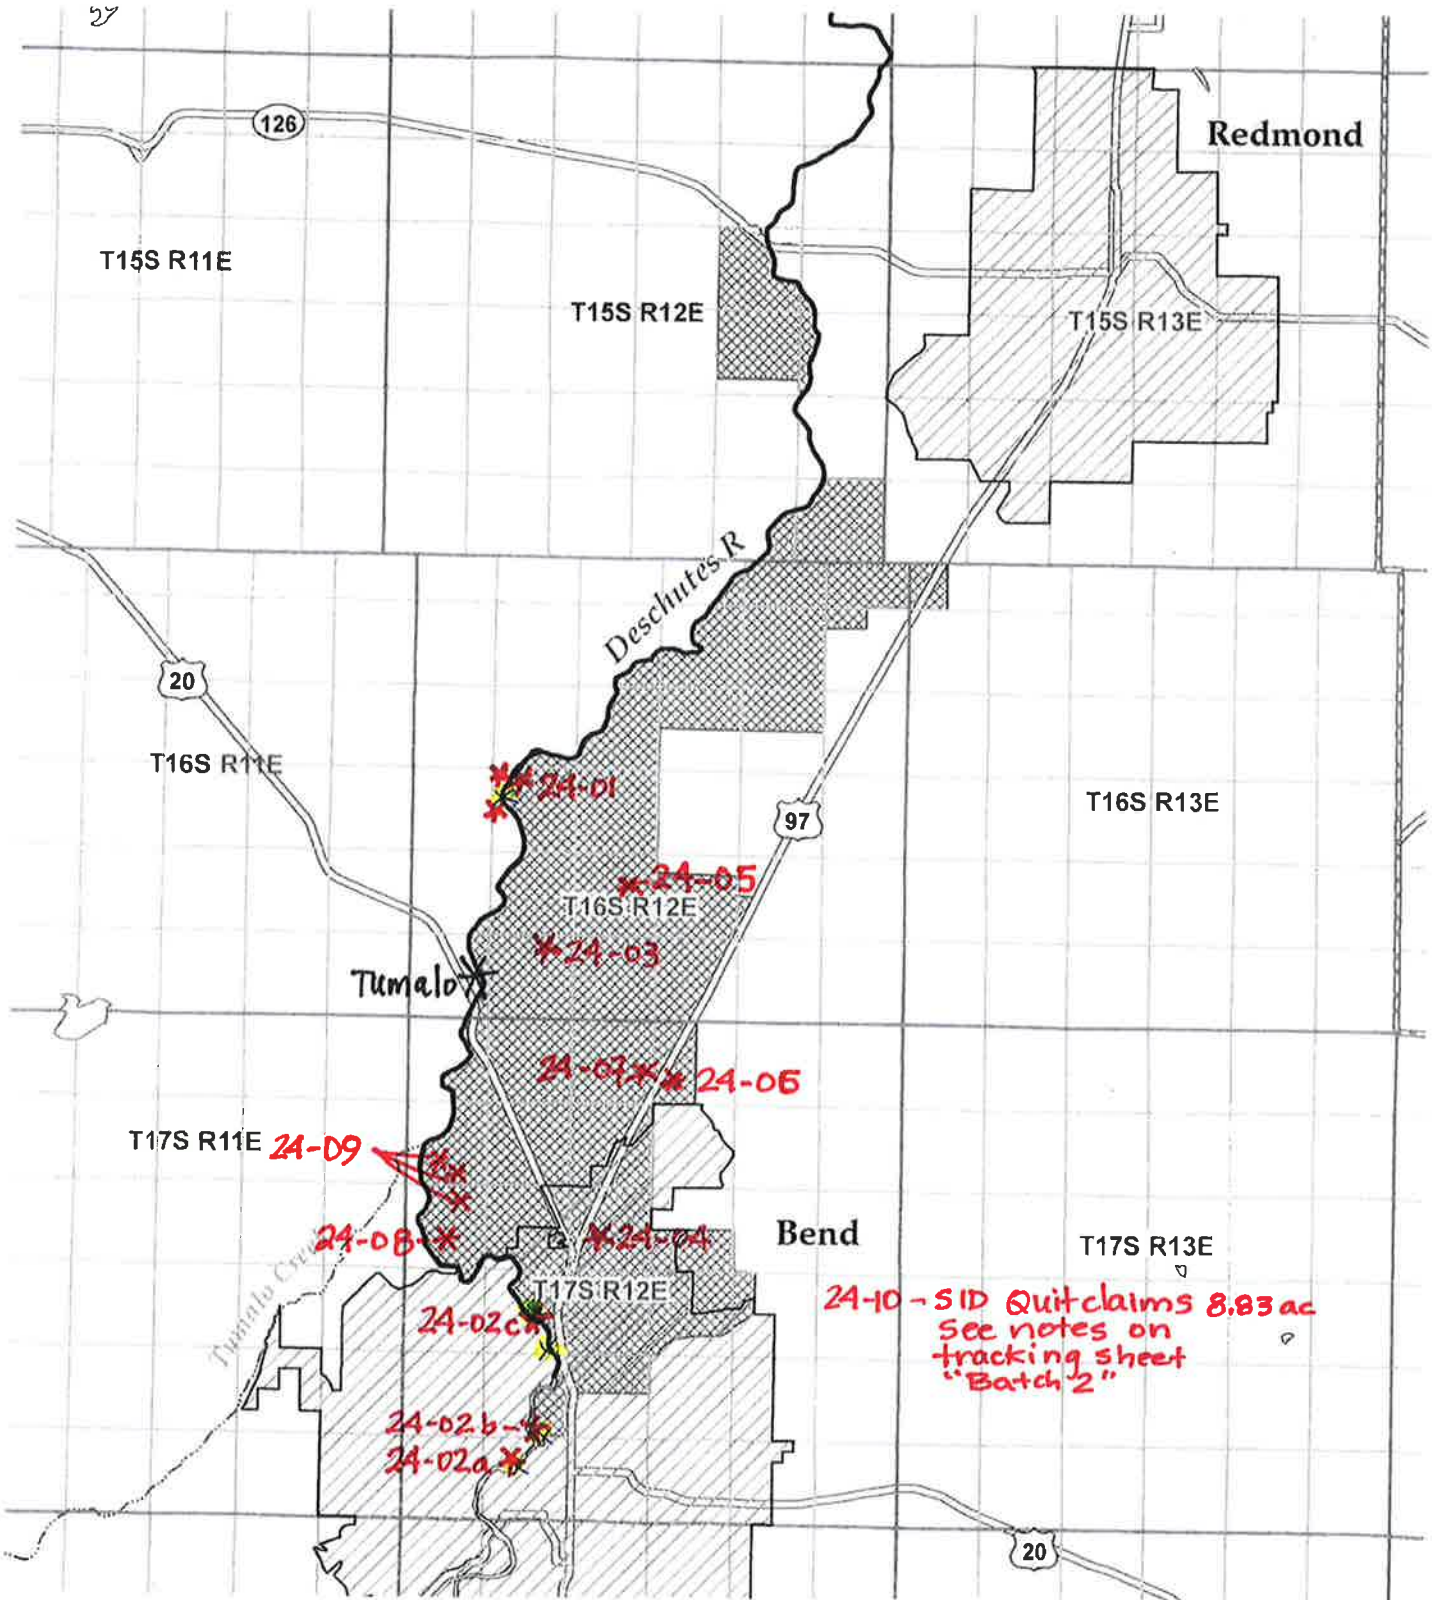 126
Redmond
T15S R11E
T15S R12E
T15S R13E
Deschutes R
20
T16S R11E
24-01
T16S R13E
97
24-05
T16S R12E
24-03
Tumalo
24-07
24-06
T17S R11E
24-09
24-08
24-04
Bend
T17S R13E
Tumalo Creek
T17S R12E
24-02c
24-10 - SID Quitclaims 8.83 ac
See notes on
tracking sheet
"Batch 2"
24-02b
24-02a
20